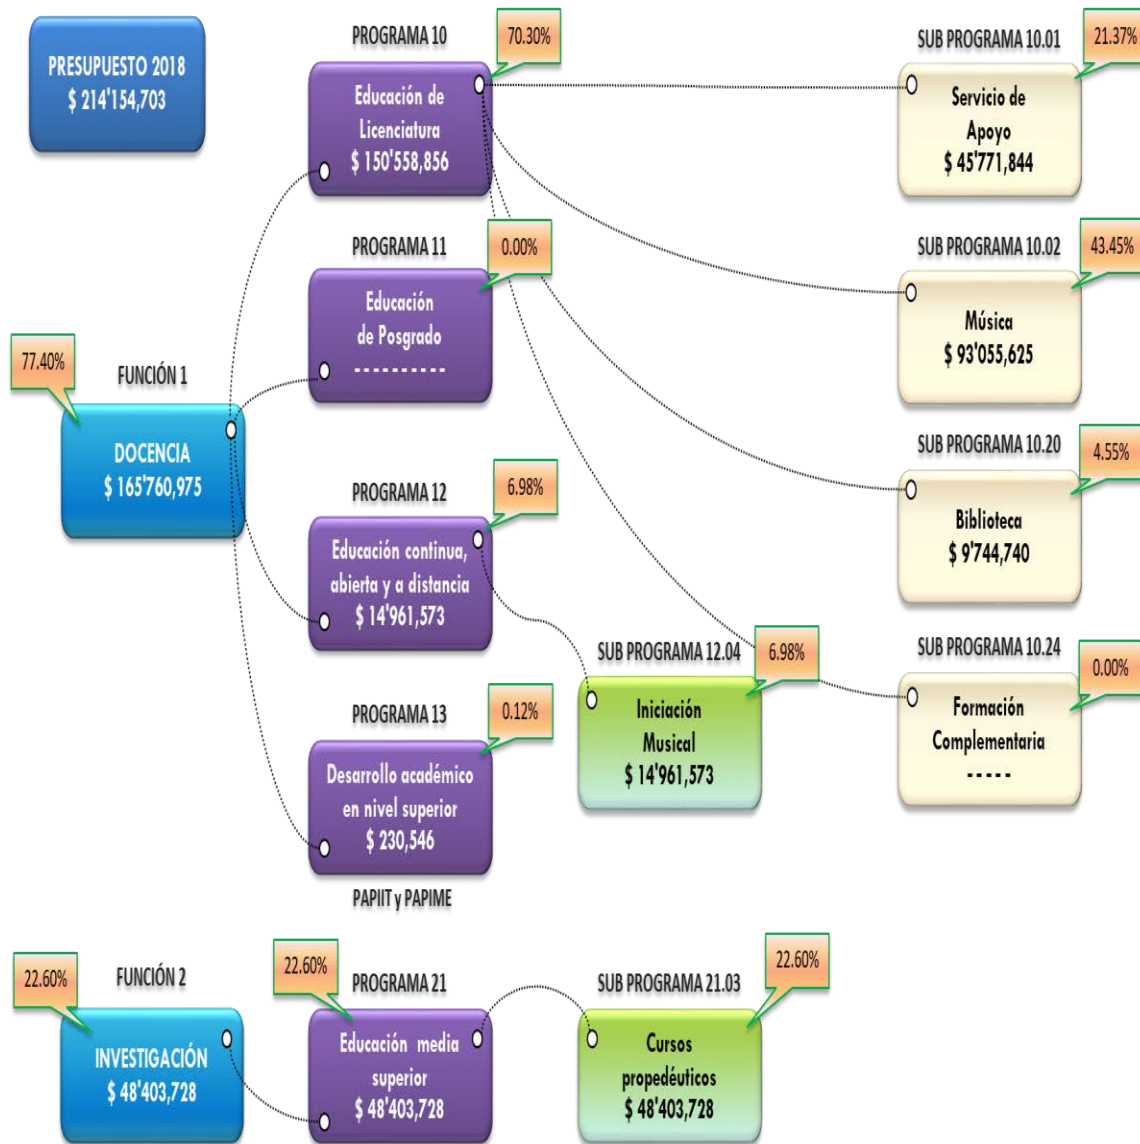 PRESUPUESTO 2018
$ 214'154,703
PROGRAMA 10
70.30%
Educación de
Licenciatura
$ 150'558,856
SUB PROGRAMA 10.01
21.37%
Servicio de
Apoyo
$ 45'771,844
PROGRAMA 11
0.00%
Educación
de Posgrado
- - - - - - - - - -
SUB PROGRAMA 10.02
43.45%
Música
$ 93'055,625
77.40%
FUNCIÓN 1
DOCENCIA
$ 165'760,975
PROGRAMA 12
6.98%
Educación continua,
abierta y a distancia
$ 14'961,573
SUB PROGRAMA 10.20
4.55%
Biblioteca
$ 9'744,740
SUB PROGRAMA 12.04
6.98%
Iniciación
Musical
$ 14'961,573
SUB PROGRAMA 10.24
0.00%
Formación
Complementaria
- - - - -
PROGRAMA 13
0.12%
Desarrollo académico
en nivel superior
$ 230,546
PAPIIT y PAPIME
22.60%
FUNCIÓN 2
INVESTIGACIÓN
$ 48'403,728
22.60%
PROGRAMA 21
Educación media
superior
$ 48'403,728
SUB PROGRAMA 21.03
22.60%
Cursos
propedéuticos
$ 48'403,728